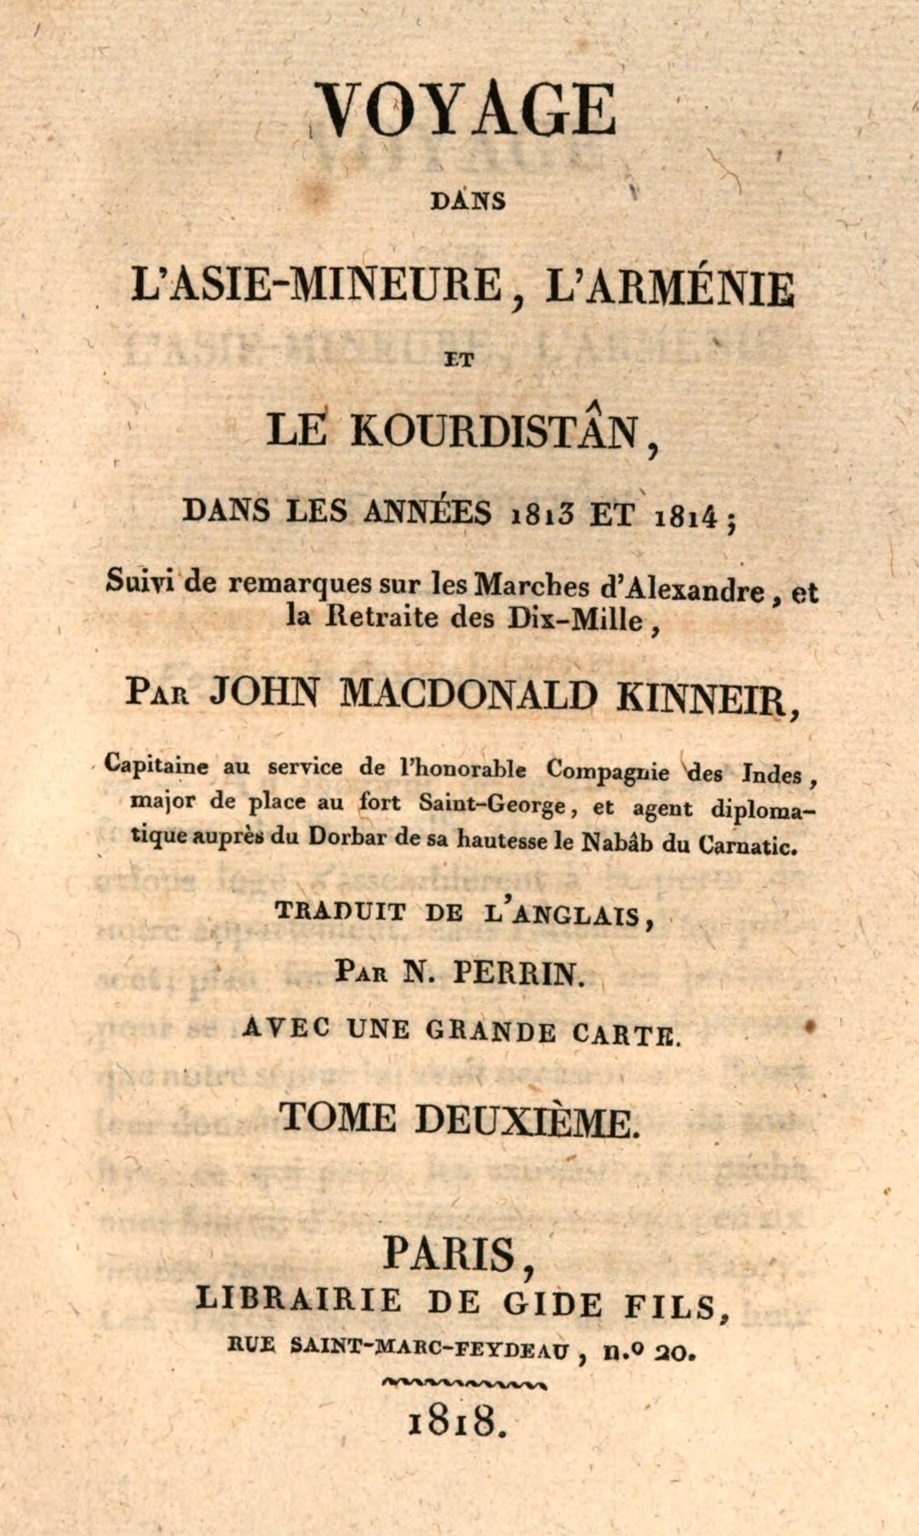 VOYAGE
DANS
L'ASIE-MINEURE, L'ARMÉNIE
ET
LE KOURDISTÂN,
DANS LES ANNÉES 1813 ET 1814;
Suivi de remarques sur les Marches d'Alexandre, et
la Retraite des Dix-Mille,
PAR JOHN MACDONALD KINNEIR,
Capitaine au service de l'honorable Compagnie des Indes,
major de place au fort Saint-George, et agent diploma-
tique auprès du Dorbar de sa hautesse le Nabâb du Carnatic.
TRADUIT DE L'ANGLAIS,
PAR N. PERRIN.
AVEC UNE GRANDE CARTE.
TOME DEUXIÈME.
PARIS,
LIBRAIRIE DE GIDE FILS,
RUE SAINT-MARC-FEYDEAU, n.º 20.
1818.